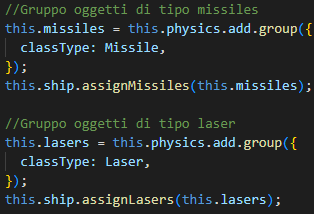 //Gruppo oggetti di tipo missiles
this.missiles = this.physics.add.group({
  classType: Missile,
});
this.ship.assignMissiles(this.missiles);

//Gruppo oggetti di tipo laser
this.lasers = this.physics.add.group({
  classType: Laser,
});
this.ship.assignLasers(this.lasers);